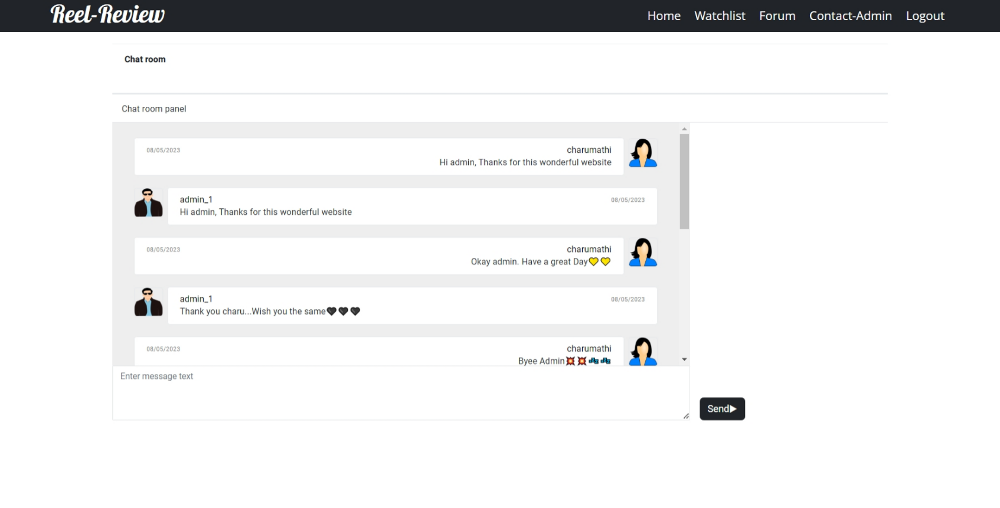 Reel-Review
Home Watchlist Forum Contact-Admin Logout
Chat room
Chat room panel
08/05/2023 charumathi
Hi admin, Thanks for this wonderful website
admin_1 08/05/2023
Hi admin, Thanks for this wonderful website
08/05/2023 charumathi
Okay admin. Have a great Day💛💛
admin_1 08/05/2023
Thank you charu...Wish you the same🖤🖤🖤
08/05/2023 charumathi
Byee Admin💥💥💤💤
Enter message text
Send▶